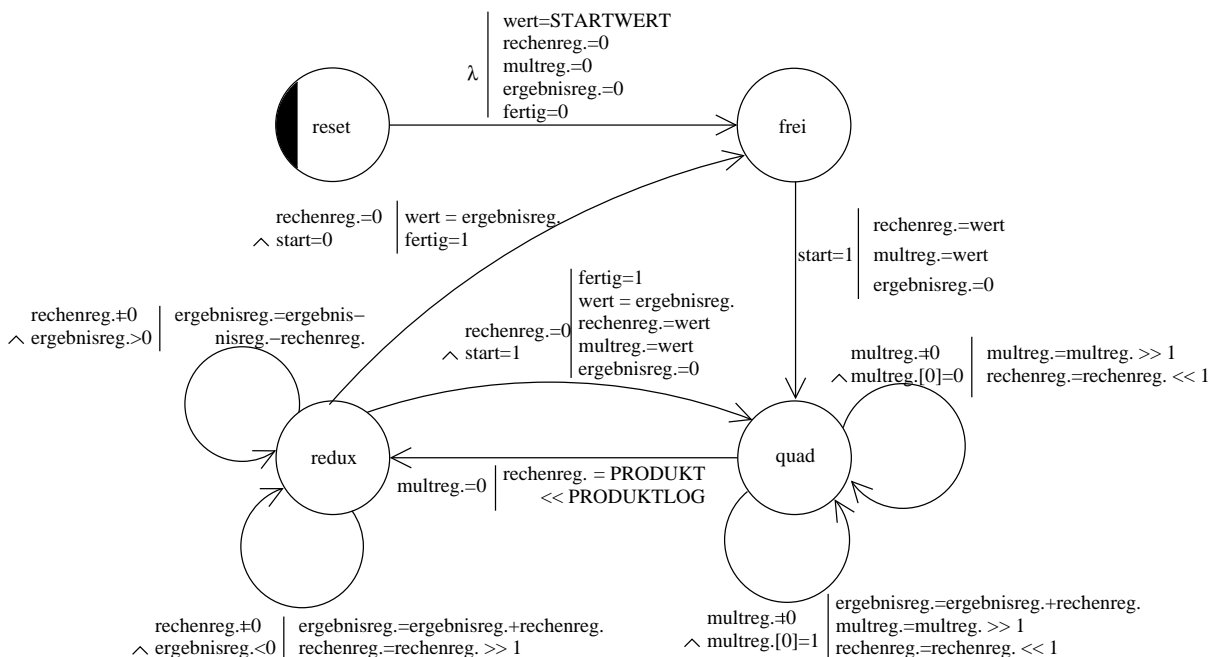 wert=STARTWERT
rechenreg.=0
multreg.=0
λ
ergebnisreg.=0
fertig=0
reset
frei
rechenreg.=0
^ start=0
wert = ergebnisreg.
fertig=1
start=1
rechenreg.=wert
multreg.=wert
ergebnisreg.=0
rechenreg.≠0
^ ergebnisreg.>0
ergebnisreg.=ergebnis–
nisreg.–rechenreg.
rechenreg.=0
^ start=1
fertig=1
wert = ergebnisreg.
rechenreg.=wert
multreg.=wert
ergebnisreg.=0
multreg.≠0
^ multreg.[0]=0
multreg.=multreg. >> 1
rechenreg.=rechenreg. << 1
redux
quad
multreg.=0
rechenreg. = PRODUKT
<< PRODUKTLOG
rechenreg.≠0
^ ergebnisreg.<0
ergebnisreg.=ergebnisreg.+rechenreg.
rechenreg.=rechenreg. >> 1
multreg.≠0
^ multreg.[0]=1
ergebnisreg.=ergebnisreg.+rechenreg.
multreg.=multreg. >> 1
rechenreg.=rechenreg. << 1